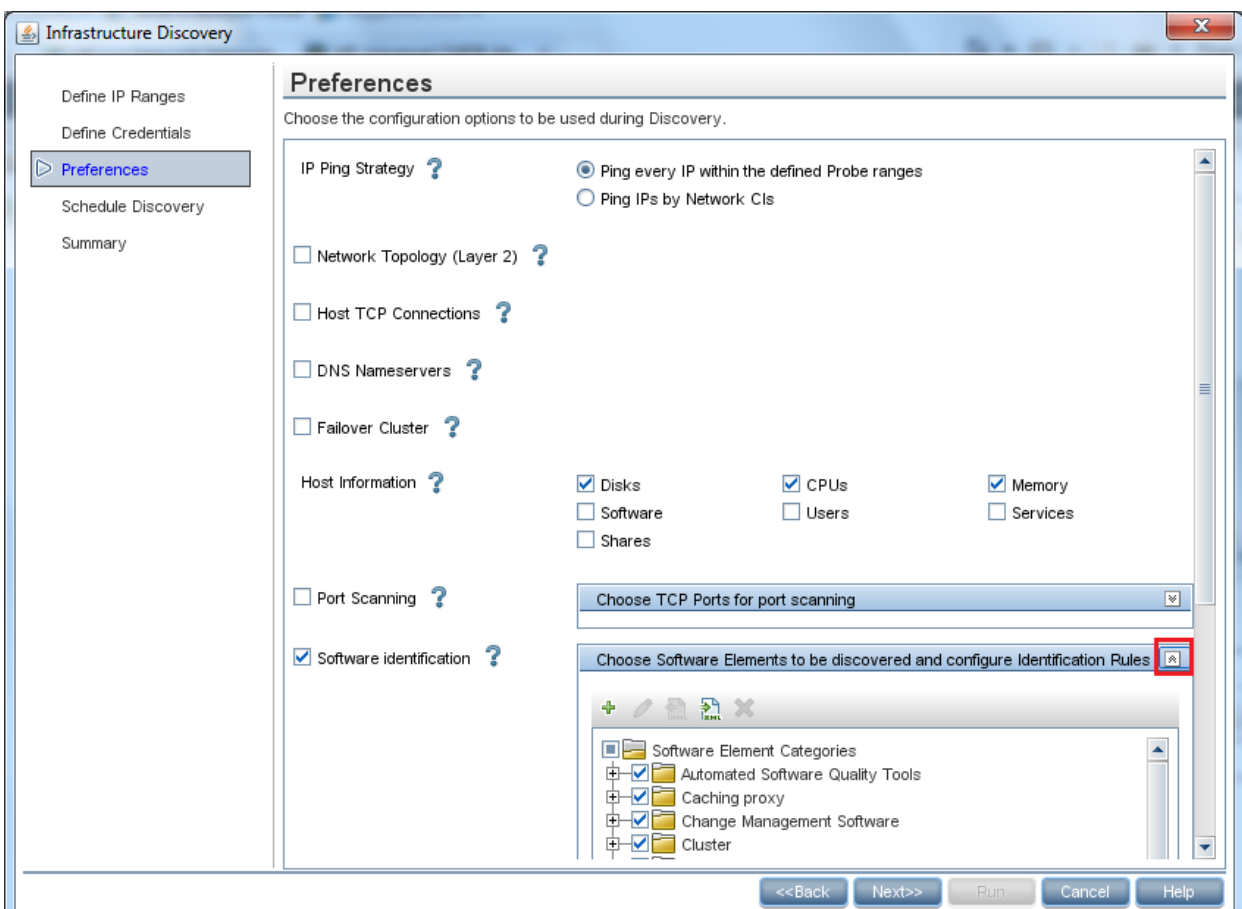 Infrastructure Discovery
Define IP Ranges
Define Credentials
Preferences
Schedule Discovery
Summary
Preferences
Choose the configuration options to be used during Discovery.
IP Ping Strategy ?
Ping every IP within the defined Probe ranges
Ping IPs by Network CIs
Network Topology (Layer 2) ?
Host TCP Connections ?
DNS Nameservers ?
Failover Cluster ?
Host Information ?
Disks CPUs Memory
Software Users Services
Shares
Port Scanning ?
Choose TCP Ports for port scanning
Software identification ?
Choose Software Elements to be discovered and configure Identification Rules
XML
Software Element Categories
Automated Software Quality Tools
Caching proxy
Change Management Software
Cluster
<<Back Next>> Run Cancel Help